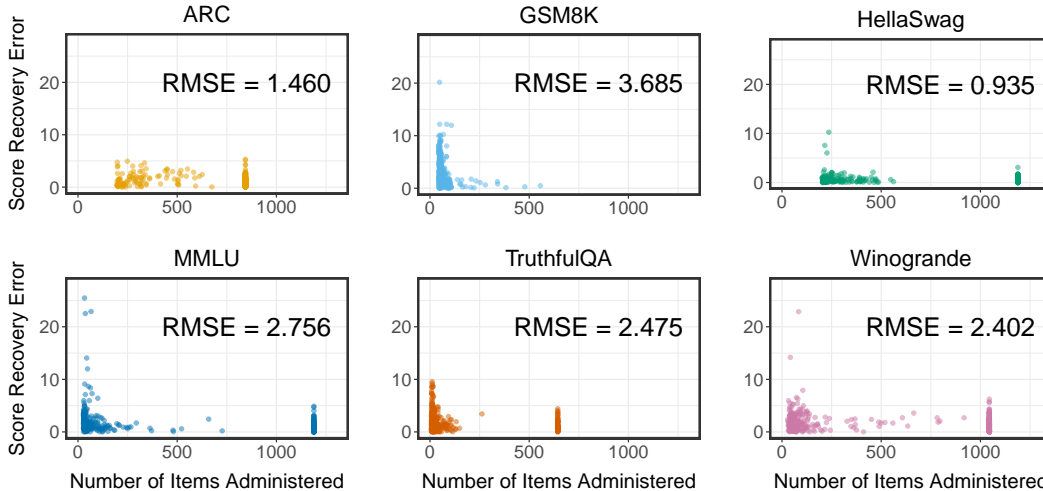 ARC
GSM8K
HellaSwag
Score Recovery Error
20
10
0
RMSE = 1.460
0
500
1000
20
10
0
RMSE = 3.685
0
500
1000
20
10
0
RMSE = 0.935
0
500
1000
MMLU
TruthfulQA
Winogrande
Score Recovery Error
20
10
0
RMSE = 2.756
0
500
1000
Number of Items Administered
20
10
0
RMSE = 2.475
0
500
1000
Number of Items Administered
20
10
0
RMSE = 2.402
0
500
1000
Number of Items Administered